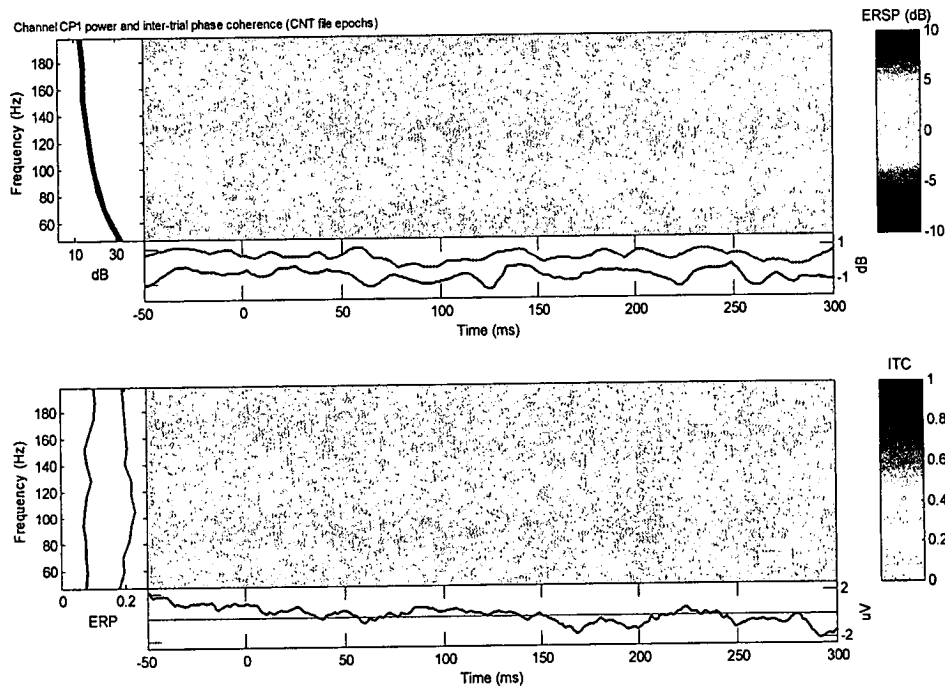 Channel CP1 power and inter-trial phase coherence (CNT file epochs)
ERSP (dB)
Frequency (Hz)
180
160
140
120
100
80
60
10 30
dB
10
5
0
-5
-10
1
-1
dB
-50 0 50 100 150 200 250 300
Time (ms)
ITC
Frequency (Hz)
180
160
140
120
100
80
60
0 0.2
ERP
1
0.8
0.6
0.4
0.2
0
2
-2
uV
-50 0 50 100 150 200 250 300
Time (ms)